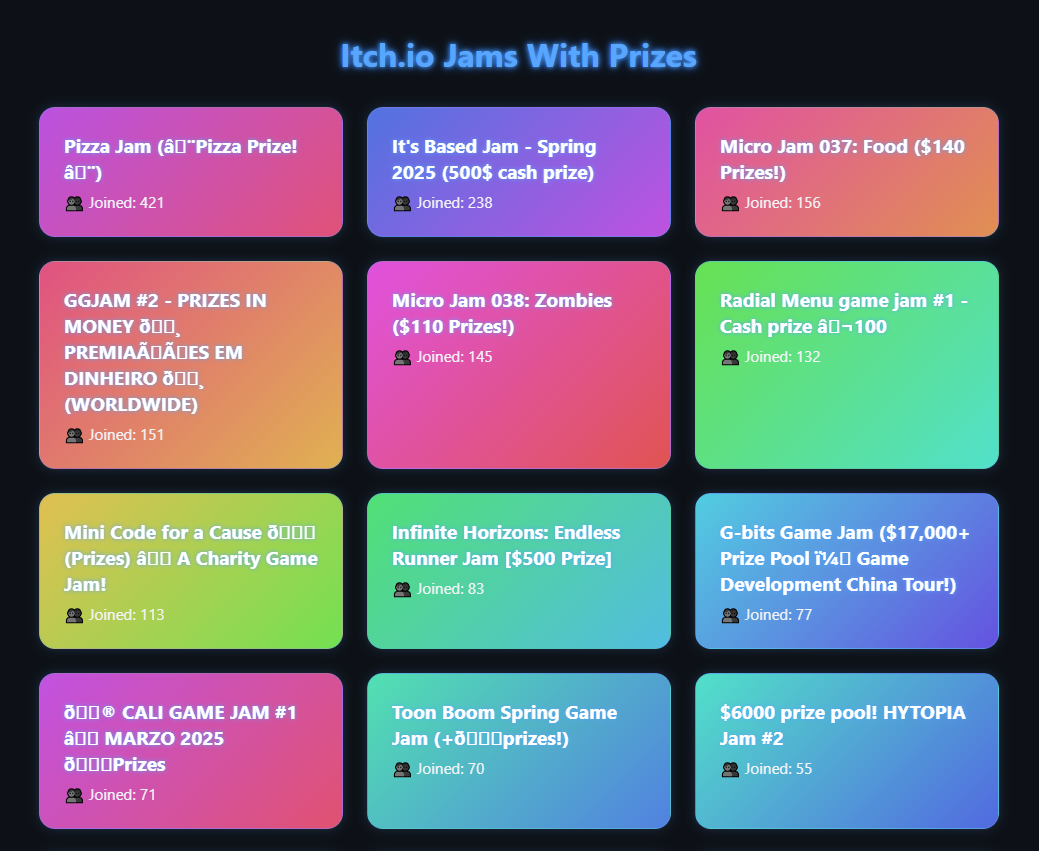 Itch.io Jams With Prizes
Pizza Jam (â□¨Pizza Prize!
â□¨)
👥 Joined: 421
It's Based Jam - Spring
2025 (500$ cash prize)
👥 Joined: 238
Micro Jam 037: Food ($140
Prizes!)
👥 Joined: 156
GGJAM #2 - PRIZES IN
MONEY ð□□¸
PREMIAÃ□Ã□ES EM
DINHEIRO ð□□¸
(WORLDWIDE)
👥 Joined: 151
Micro Jam 038: Zombies
($110 Prizes!)
👥 Joined: 145
Radial Menu game jam #1 -
Cash prize â□¬100
👥 Joined: 132
Mini Code for a Cause ð□□□
(Prizes) â□□ A Charity Game
Jam!
👥 Joined: 113
Infinite Horizons: Endless
Runner Jam [$500 Prize]
👥 Joined: 83
G-bits Game Jam ($17,000+
Prize Pool ï¼□ Game
Development China Tour!)
👥 Joined: 77
ð□□® CALI GAME JAM #1
â□□ MARZO 2025
ð□□□Prizes
👥 Joined: 71
Toon Boom Spring Game
Jam (+ð□□□prizes!)
👥 Joined: 70
$6000 prize pool! HYTOPIA
Jam #2
👥 Joined: 55